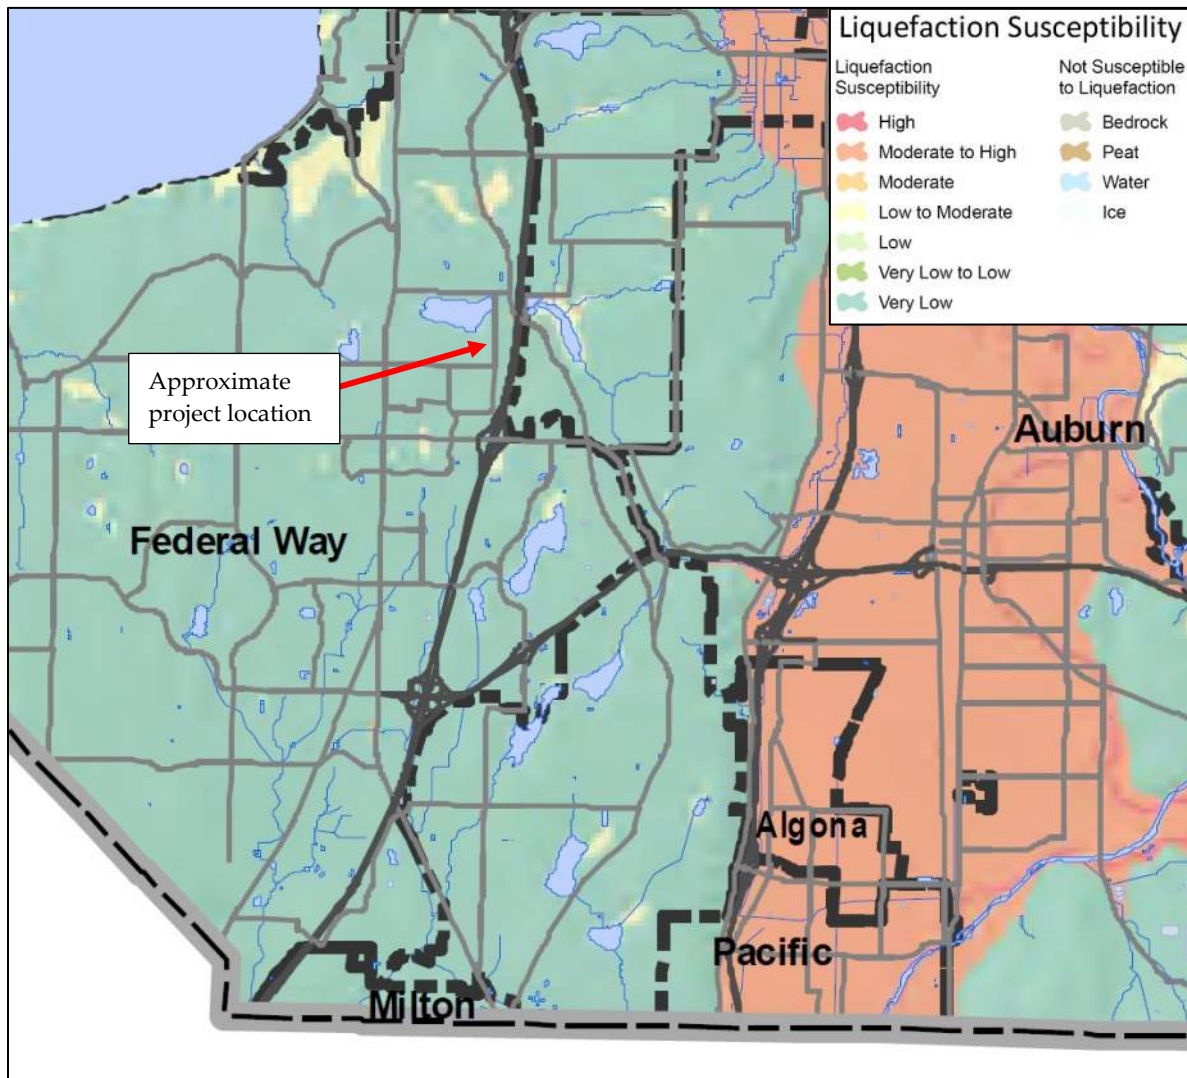 Liquefaction Susceptibility
Liquefaction
Susceptibility
High
Moderate to High
Moderate
Low to Moderate
Low
Very Low to Low
Very Low
Not Susceptible
to Liquefaction
Bedrock
Peat
Water
Ice
Approximate
project location
Auburn
Federal Way
Algona
Pacific
Milton